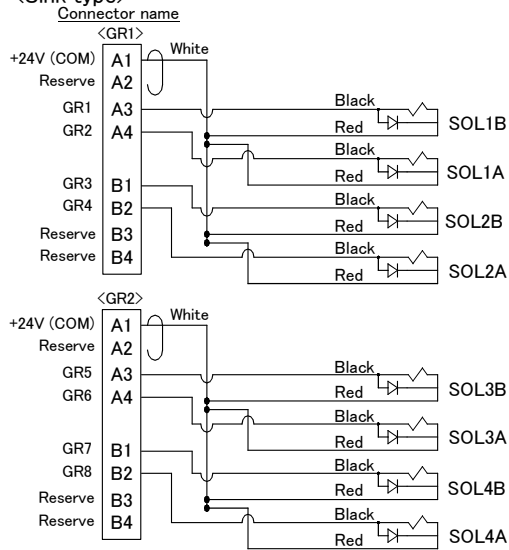 <Sink type>
Connector name
<GR1>
White
+24V (COM) A1
Reserve A2
GR1 A3 Black
GR2 A4 Red SOL1B
Black
Red SOL1A
GR3 B1 Black
GR4 B2 Red SOL2B
Reserve B3 Black
Reserve B4 Red SOL2A
<GR2>
White
+24V (COM) A1
Reserve A2
GR5 A3 Black
GR6 A4 Red SOL3B
Black
Red SOL3A
GR7 B1 Black
GR8 B2 Red SOL4B
Reserve B3 Black
Reserve B4 Red SOL4A